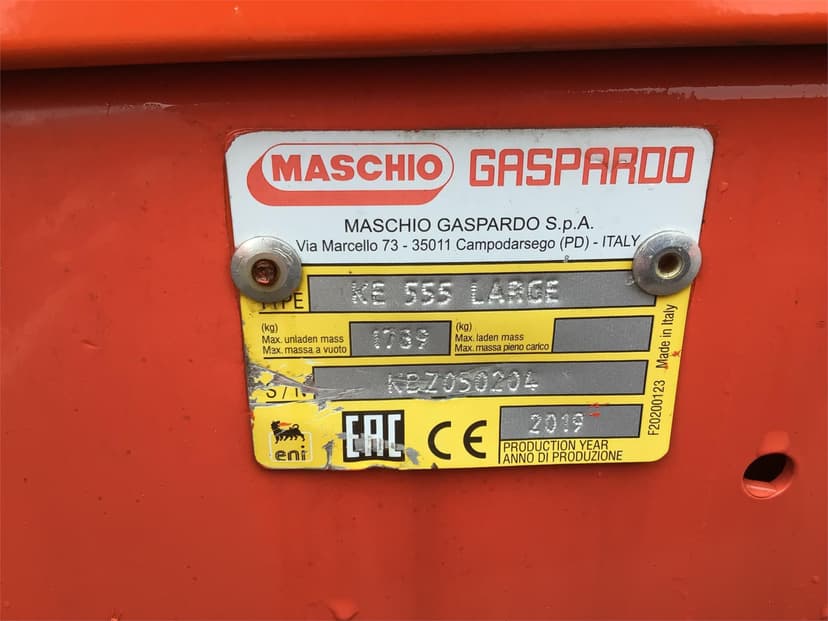 MASCHIO GASPARDO
MASCHIO GASPARDO S.p.A.
Via Marcello 73 - 35011 Campodarsego (PD) - ITALY
TYPE KE 555 LARGE
(kg) Max. unladen mass 1789 (kg) Max. laden mass
Max. massa a vuoto Max. massa pieno carico
S/N KBZ050204
eni EAC CE 2019
PRODUCTION YEAR
ANNO DI PRODUZIONE
F20200123 Made in Italy